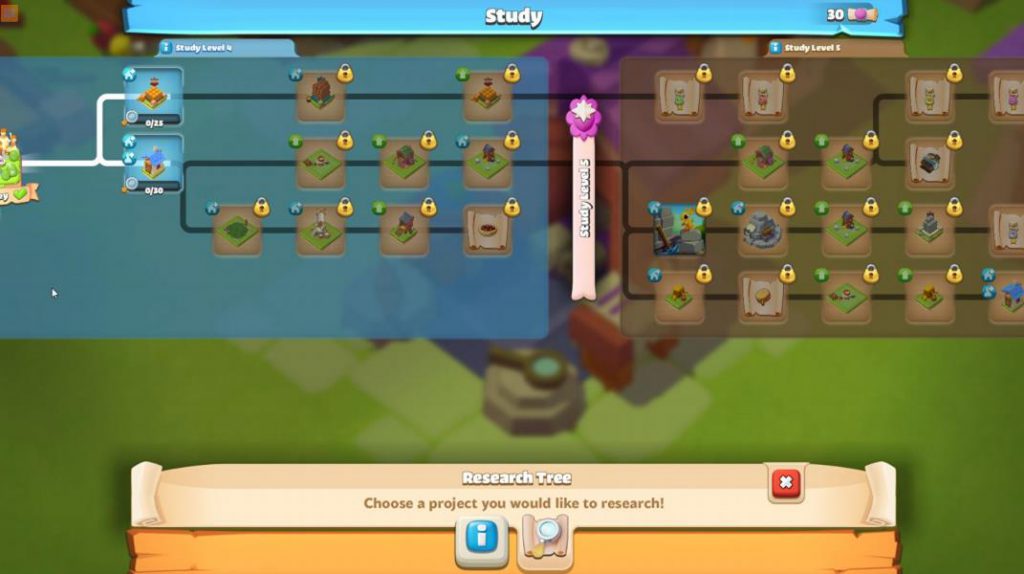 Study
30
Study Level 4
Study Level 5
0/25
0/30
Study Level 5
Research Tree
Choose a project you would like to research!